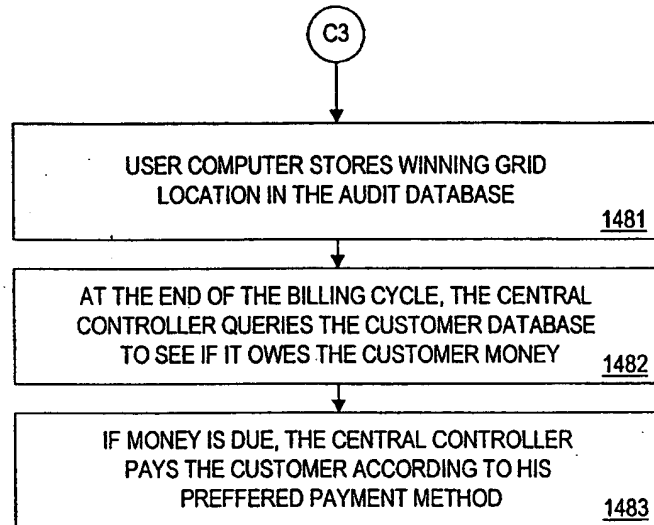 C3
USER COMPUTER STORES WINNING GRID
LOCATION IN THE AUDIT DATABASE
1481
AT THE END OF THE BILLING CYCLE, THE CENTRAL
CONTROLLER QUERIES THE CUSTOMER DATABASE
TO SEE IF IT OWES THE CUSTOMER MONEY
1482
IF MONEY IS DUE, THE CENTRAL CONTROLLER
PAYS THE CUSTOMER ACCORDING TO HIS
PREFFERED PAYMENT METHOD
1483